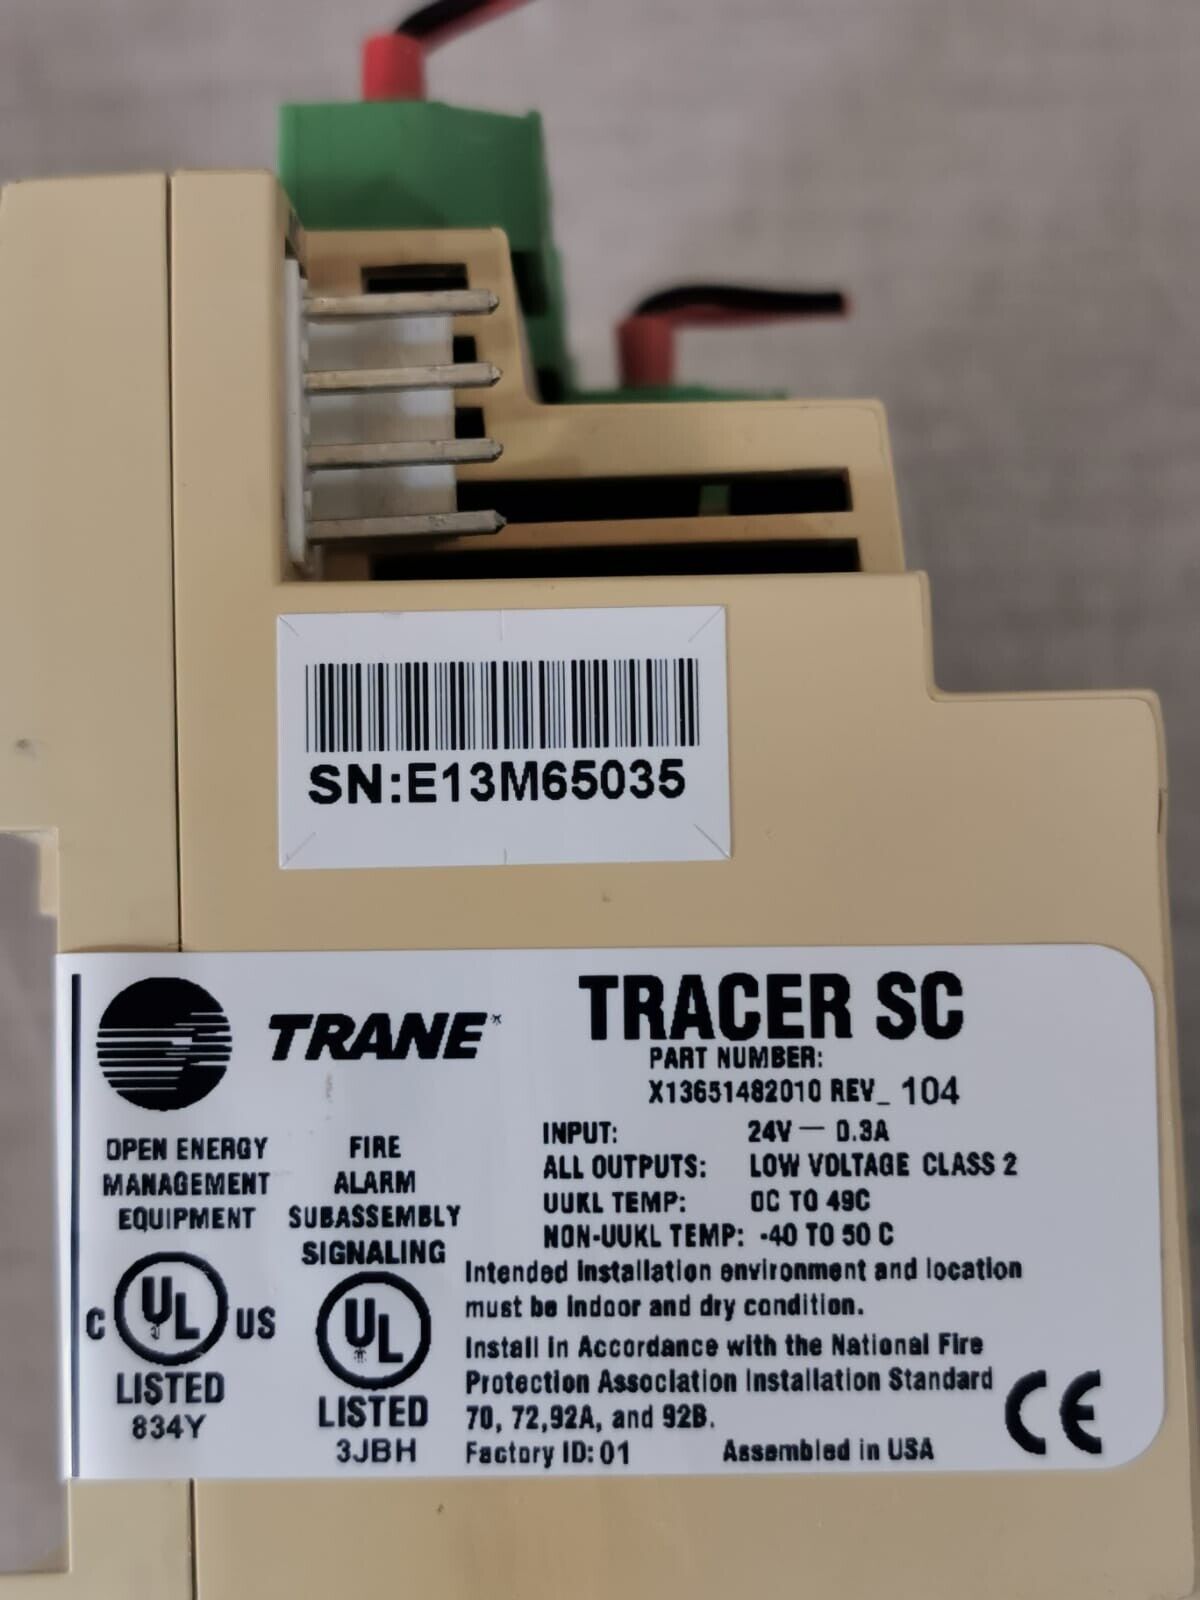 SN:E13M65035
TRANE
TRACER SC
PART NUMBER:
X13651482010 REV_ 104
OPEN ENERGY
MANAGEMENT
EQUIPMENT
C UL US
LISTED
834Y
FIRE
ALARM
SUBASSEMBLY
SIGNALING
UL
LISTED
3JBH
INPUT: 24V — 0.3A
ALL OUTPUTS: LOW VOLTAGE CLASS 2
UUKL TEMP: 0C TO 49C
NON-UUKL TEMP: -40 TO 50 C
Intended Installation environment and location
must be Indoor and dry condition.
Install In Accordance with the National Fire
Protection Association Installation Standard
70, 72,92A, and 92B.
Factory ID: 01 Assembled in USA
CE